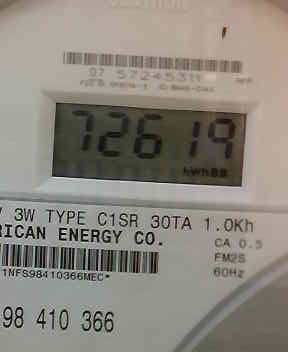 07 57245311
72619
kWh88
3W TYPE C1SR 30TA 1.0Kh
RICAN ENERGY CO.
CA 0.5
FM2S
60Hz
1NFS98410366MEC*
98 410 366